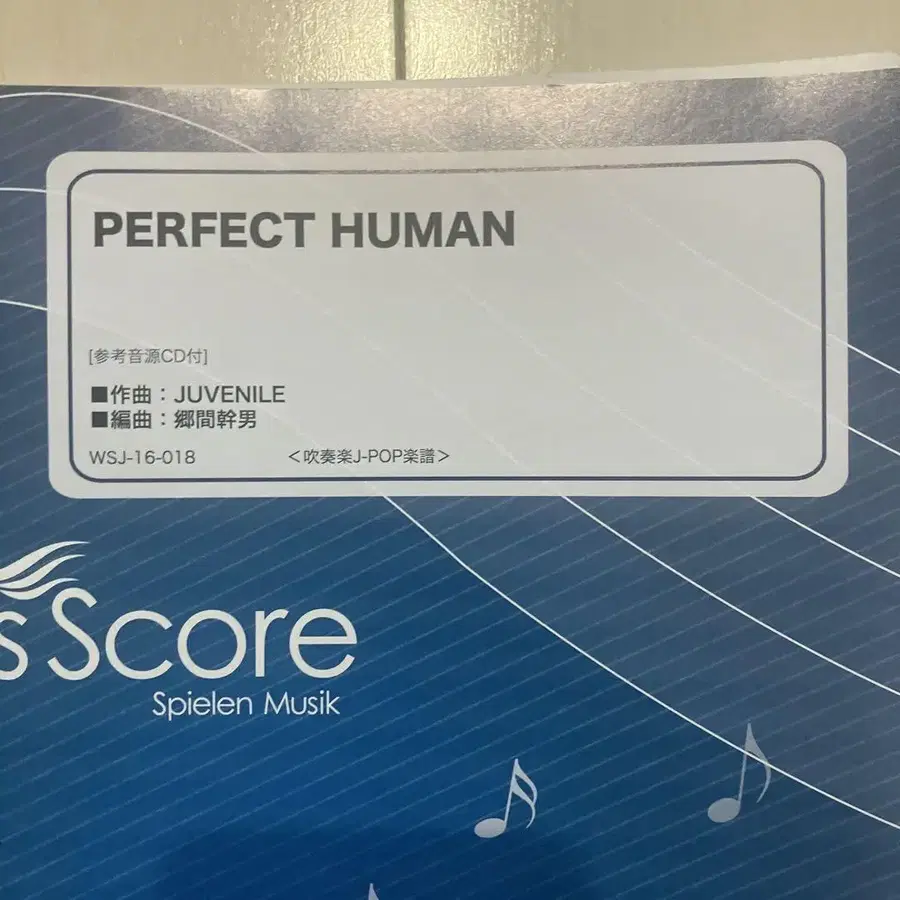 PERFECT HUMAN
[参考音源CD付]
■作曲：JUVENILE
■編曲：郷間幹男
WSJ-16-018 ＜吹奏楽J-POP楽譜＞
s Score
Spielen Musik